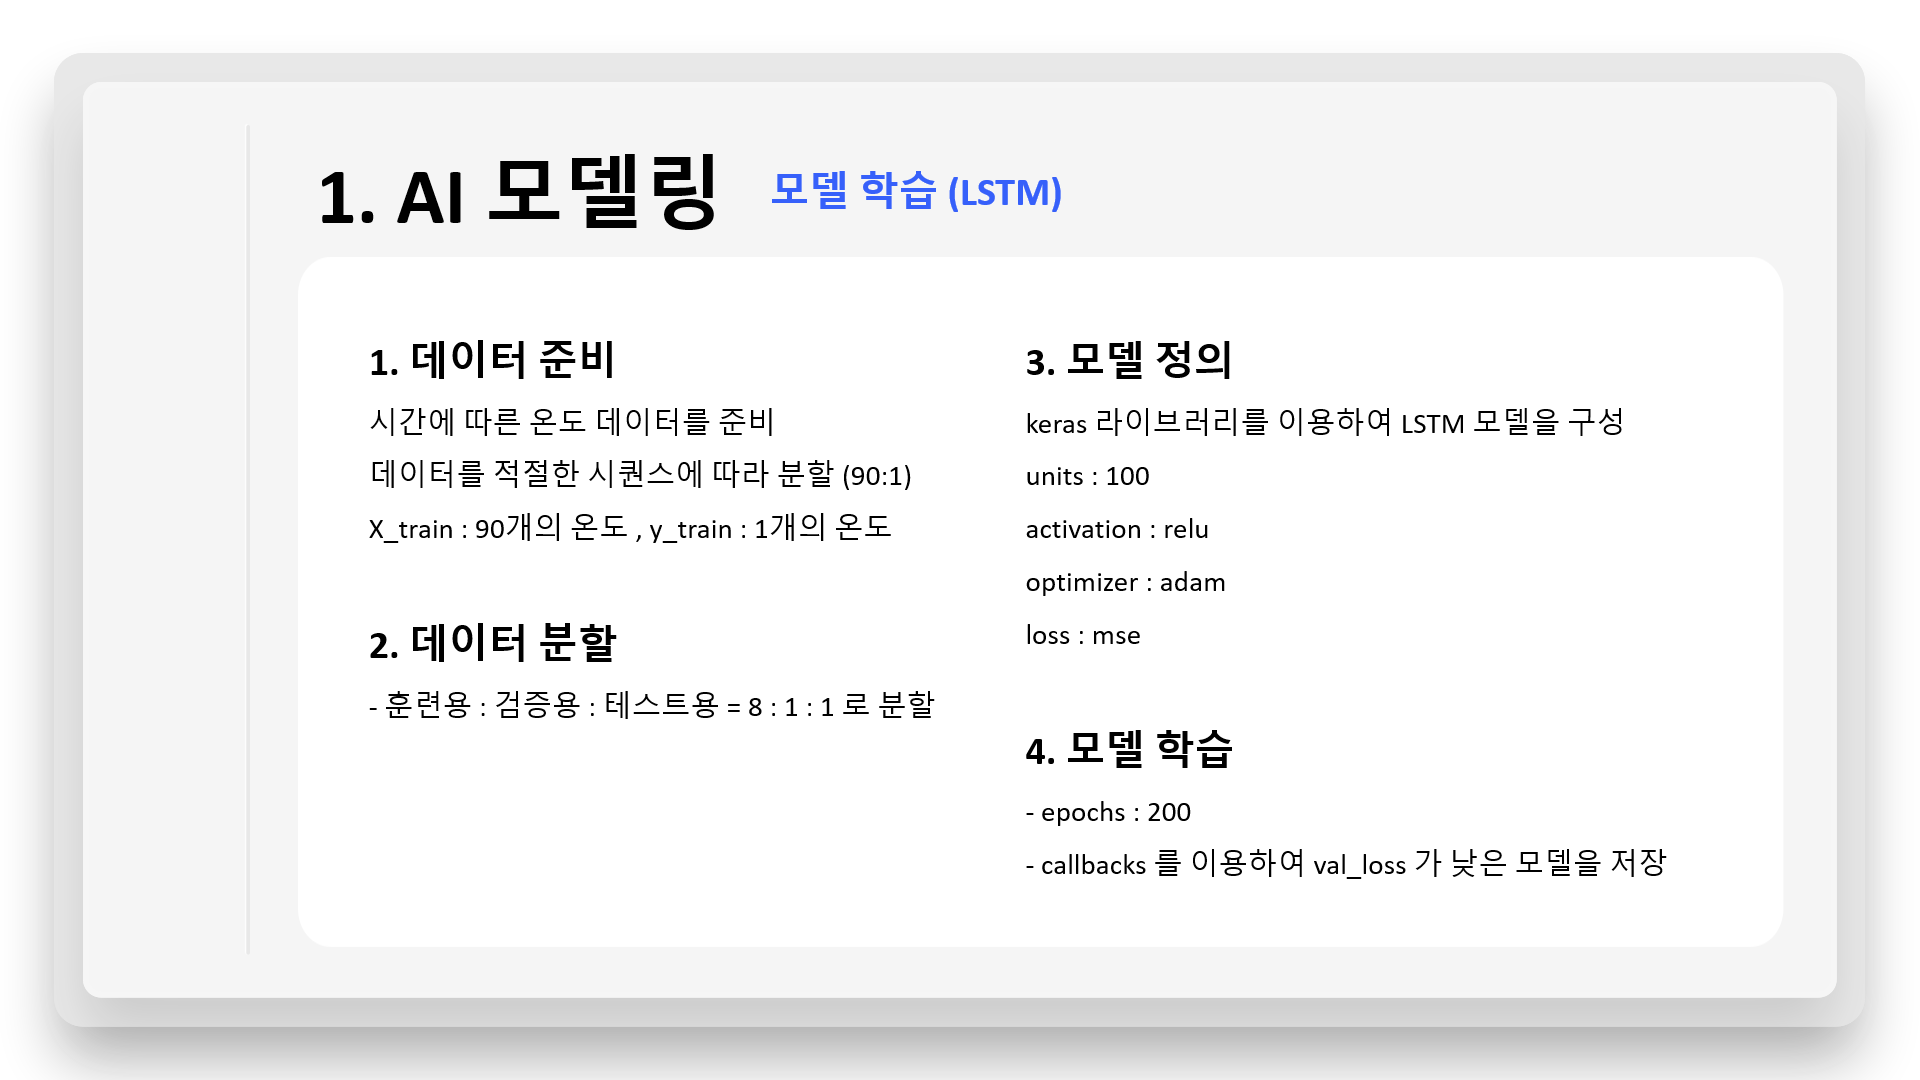 1. AI 모델링 모델 학습 (LSTM)
1. 데이터 준비
시간에 따른 온도 데이터를 준비
데이터를 적절한 시퀀스에 따라 분할 (90:1)
X_train : 90개의 온도 , y_train : 1개의 온도
2. 데이터 분할
- 훈련용 : 검증용 : 테스트용 = 8 : 1 : 1 로 분할
3. 모델 정의
keras 라이브러리를 이용하여 LSTM 모델을 구성
units : 100
activation : relu
optimizer : adam
loss : mse
4. 모델 학습
- epochs : 200
- callbacks 를 이용하여 val_loss 가 낮은 모델을 저장